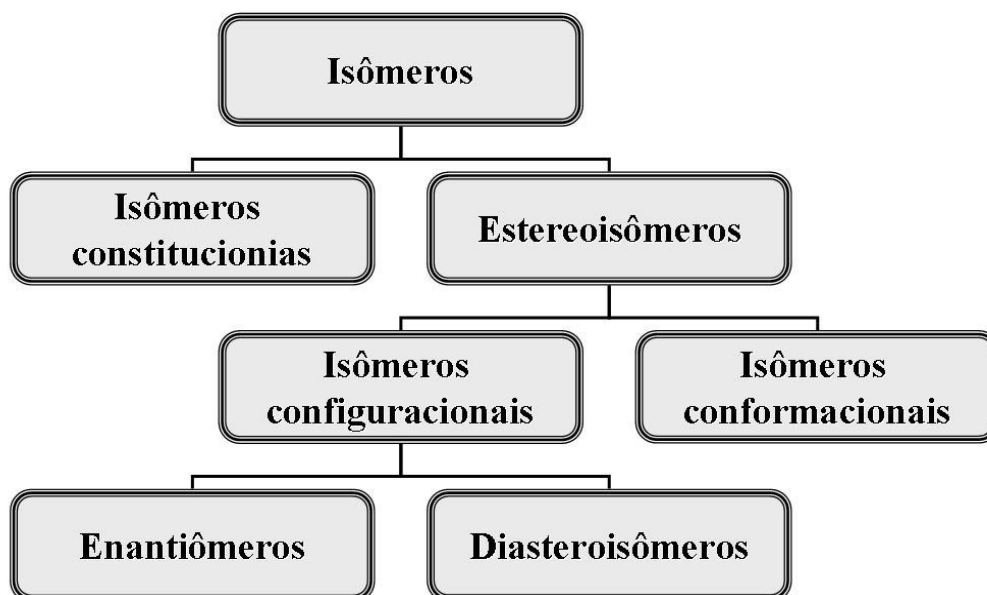 Isômeros
Isômeros
constitucionias
Estereoisômeros
Isômeros
configuracionais
Isômeros
conformacionais
Enantiômeros
Diasteroisômeros